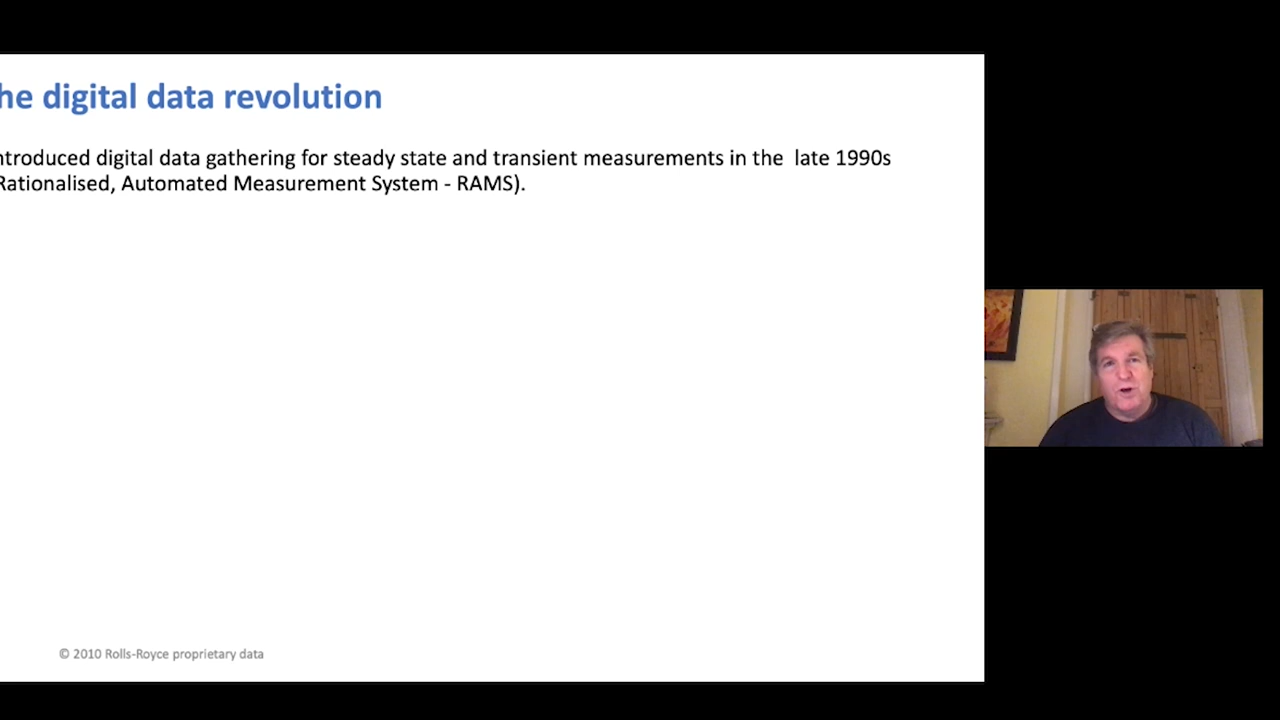 he digital data revolution
ntroduced digital data gathering for steady state and transient measurements in the late 1990s
Rationalised, Automated Measurement System - RAMS).
© 2010 Rolls-Royce proprietary data